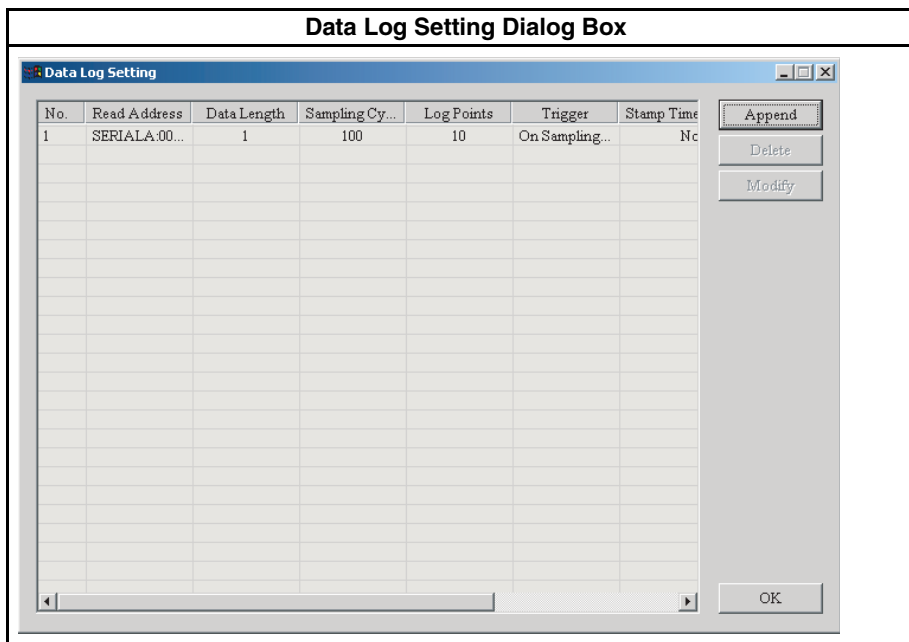 Data Log Setting Dialog Box
Data Log Setting
No. Read Address Data Length Sampling Cy... Log Points Trigger Stamp Time
1 SERIALA:00... 1 100 10 On Sampling... No
Append
Delete
Modify
OK